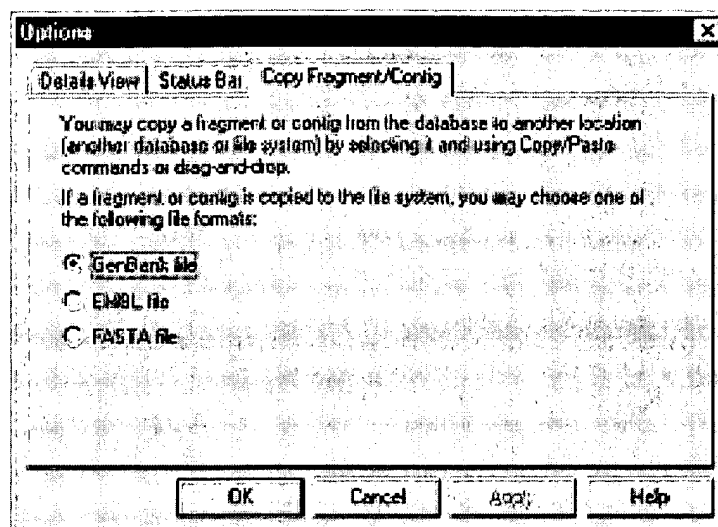 Options
Details View
Status Bar
Copy Fragment/Contig
You may copy a fragment or contig from the database to another location
(another database or file system) by selecting it and using Copy/Paste
commands or drag-and-drop.
If a fragment or contig is copied to the file system, you may choose one of
the following file formats:
GenBank file
EMBL file
FASTA file
OK
Cancel
Apply
Help